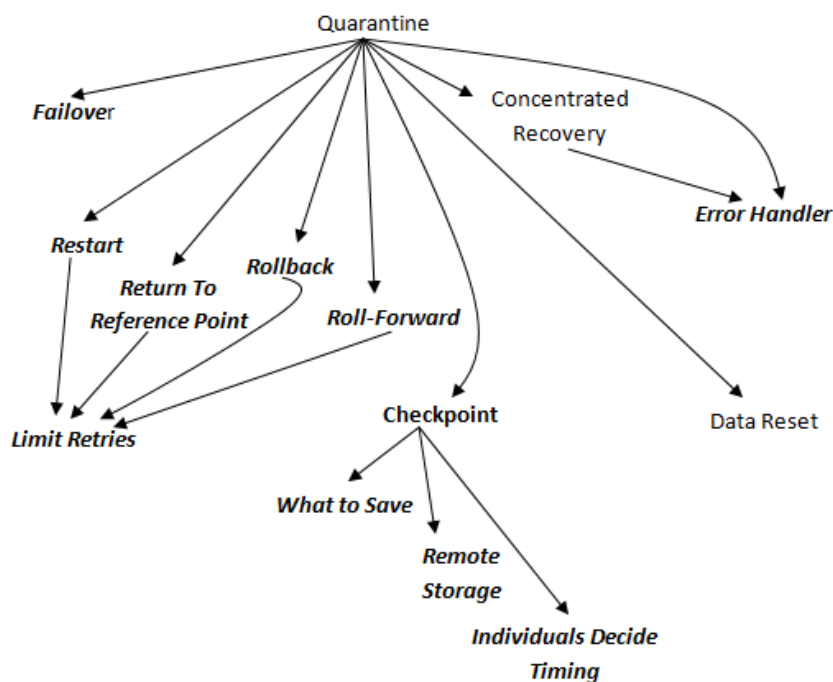 Quarantine
Failover
Concentrated
Recovery
Error Handler
Restart
Return To
Reference Point
Rollback
Roll-Forward
Limit Retries
Checkpoint
Data Reset
What to Save
Remote
Storage
Individuals Decide
Timing